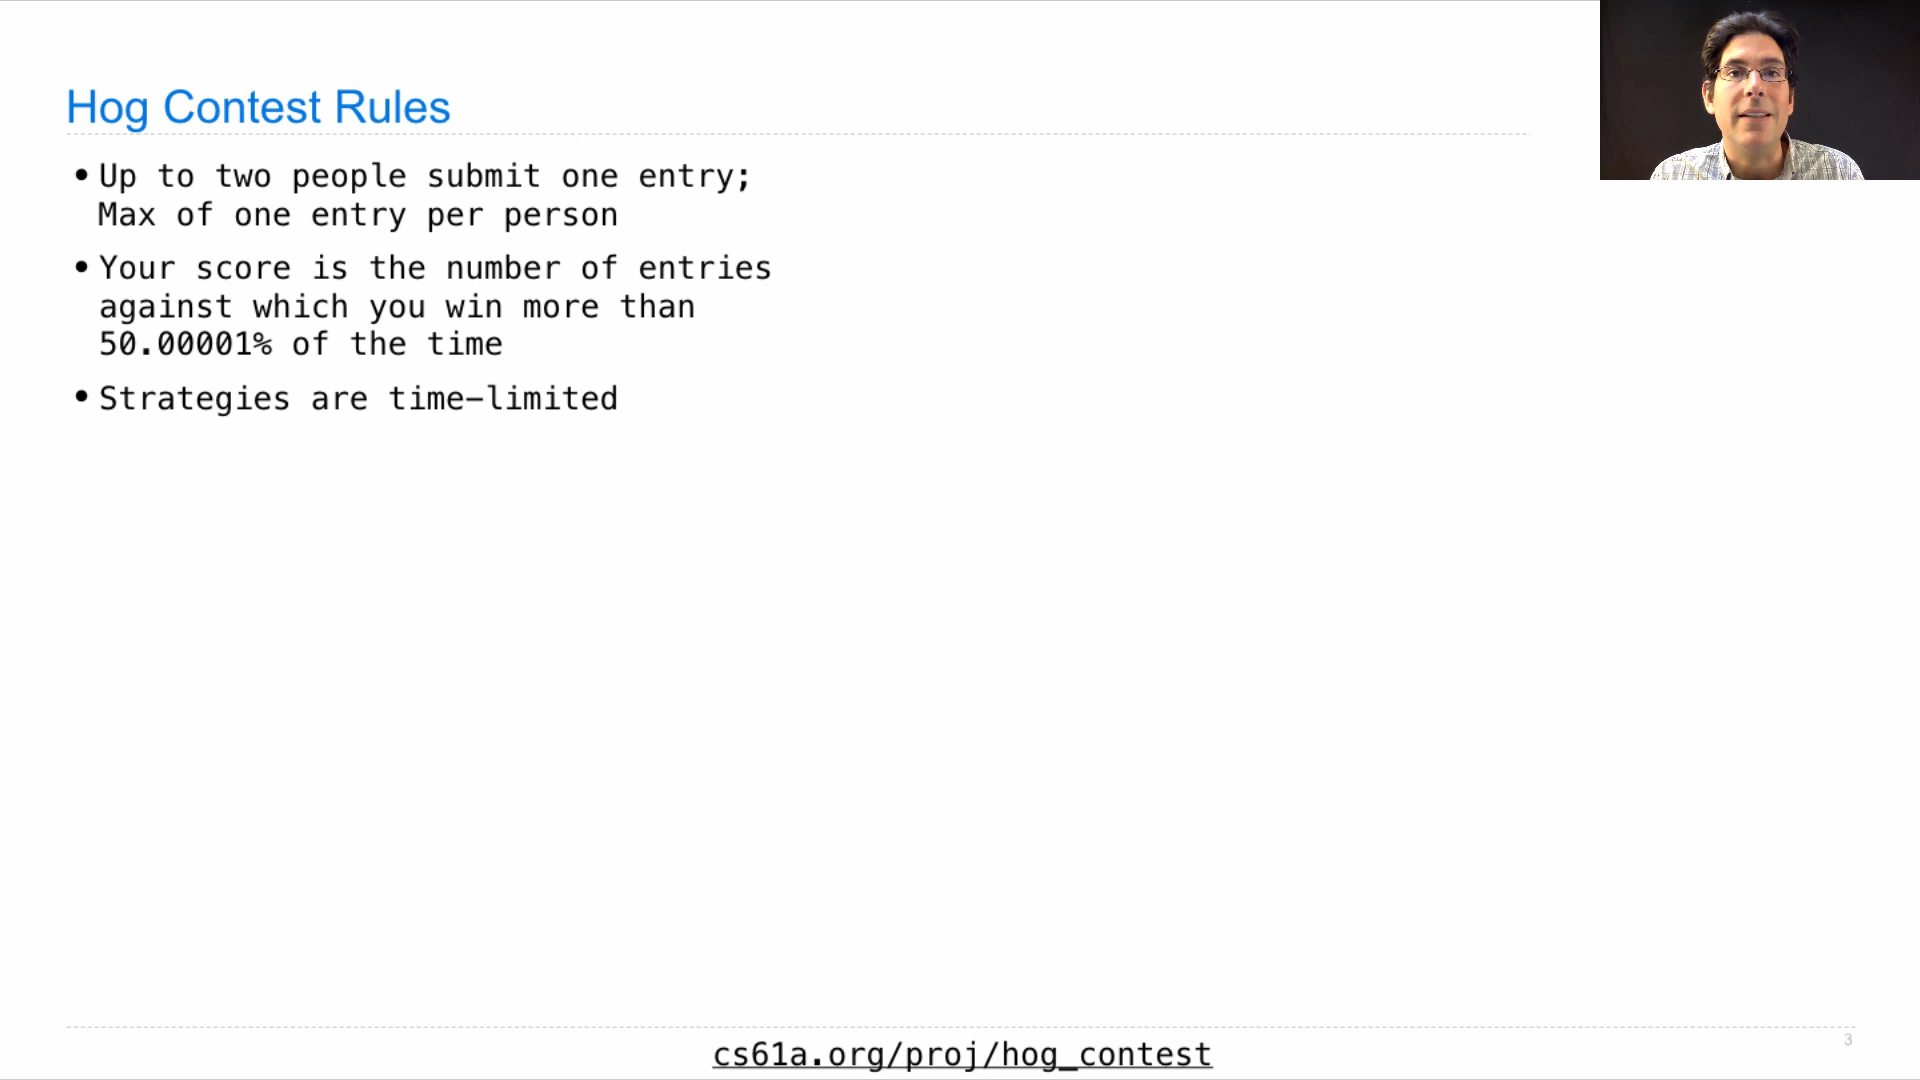 Hog Contest Rules
• Up to two people submit one entry;
Max of one entry per person
• Your score is the number of entries
against which you win more than
50.00001% of the time
• Strategies are time-limited
cs61a.org/proj/hog_contest
3